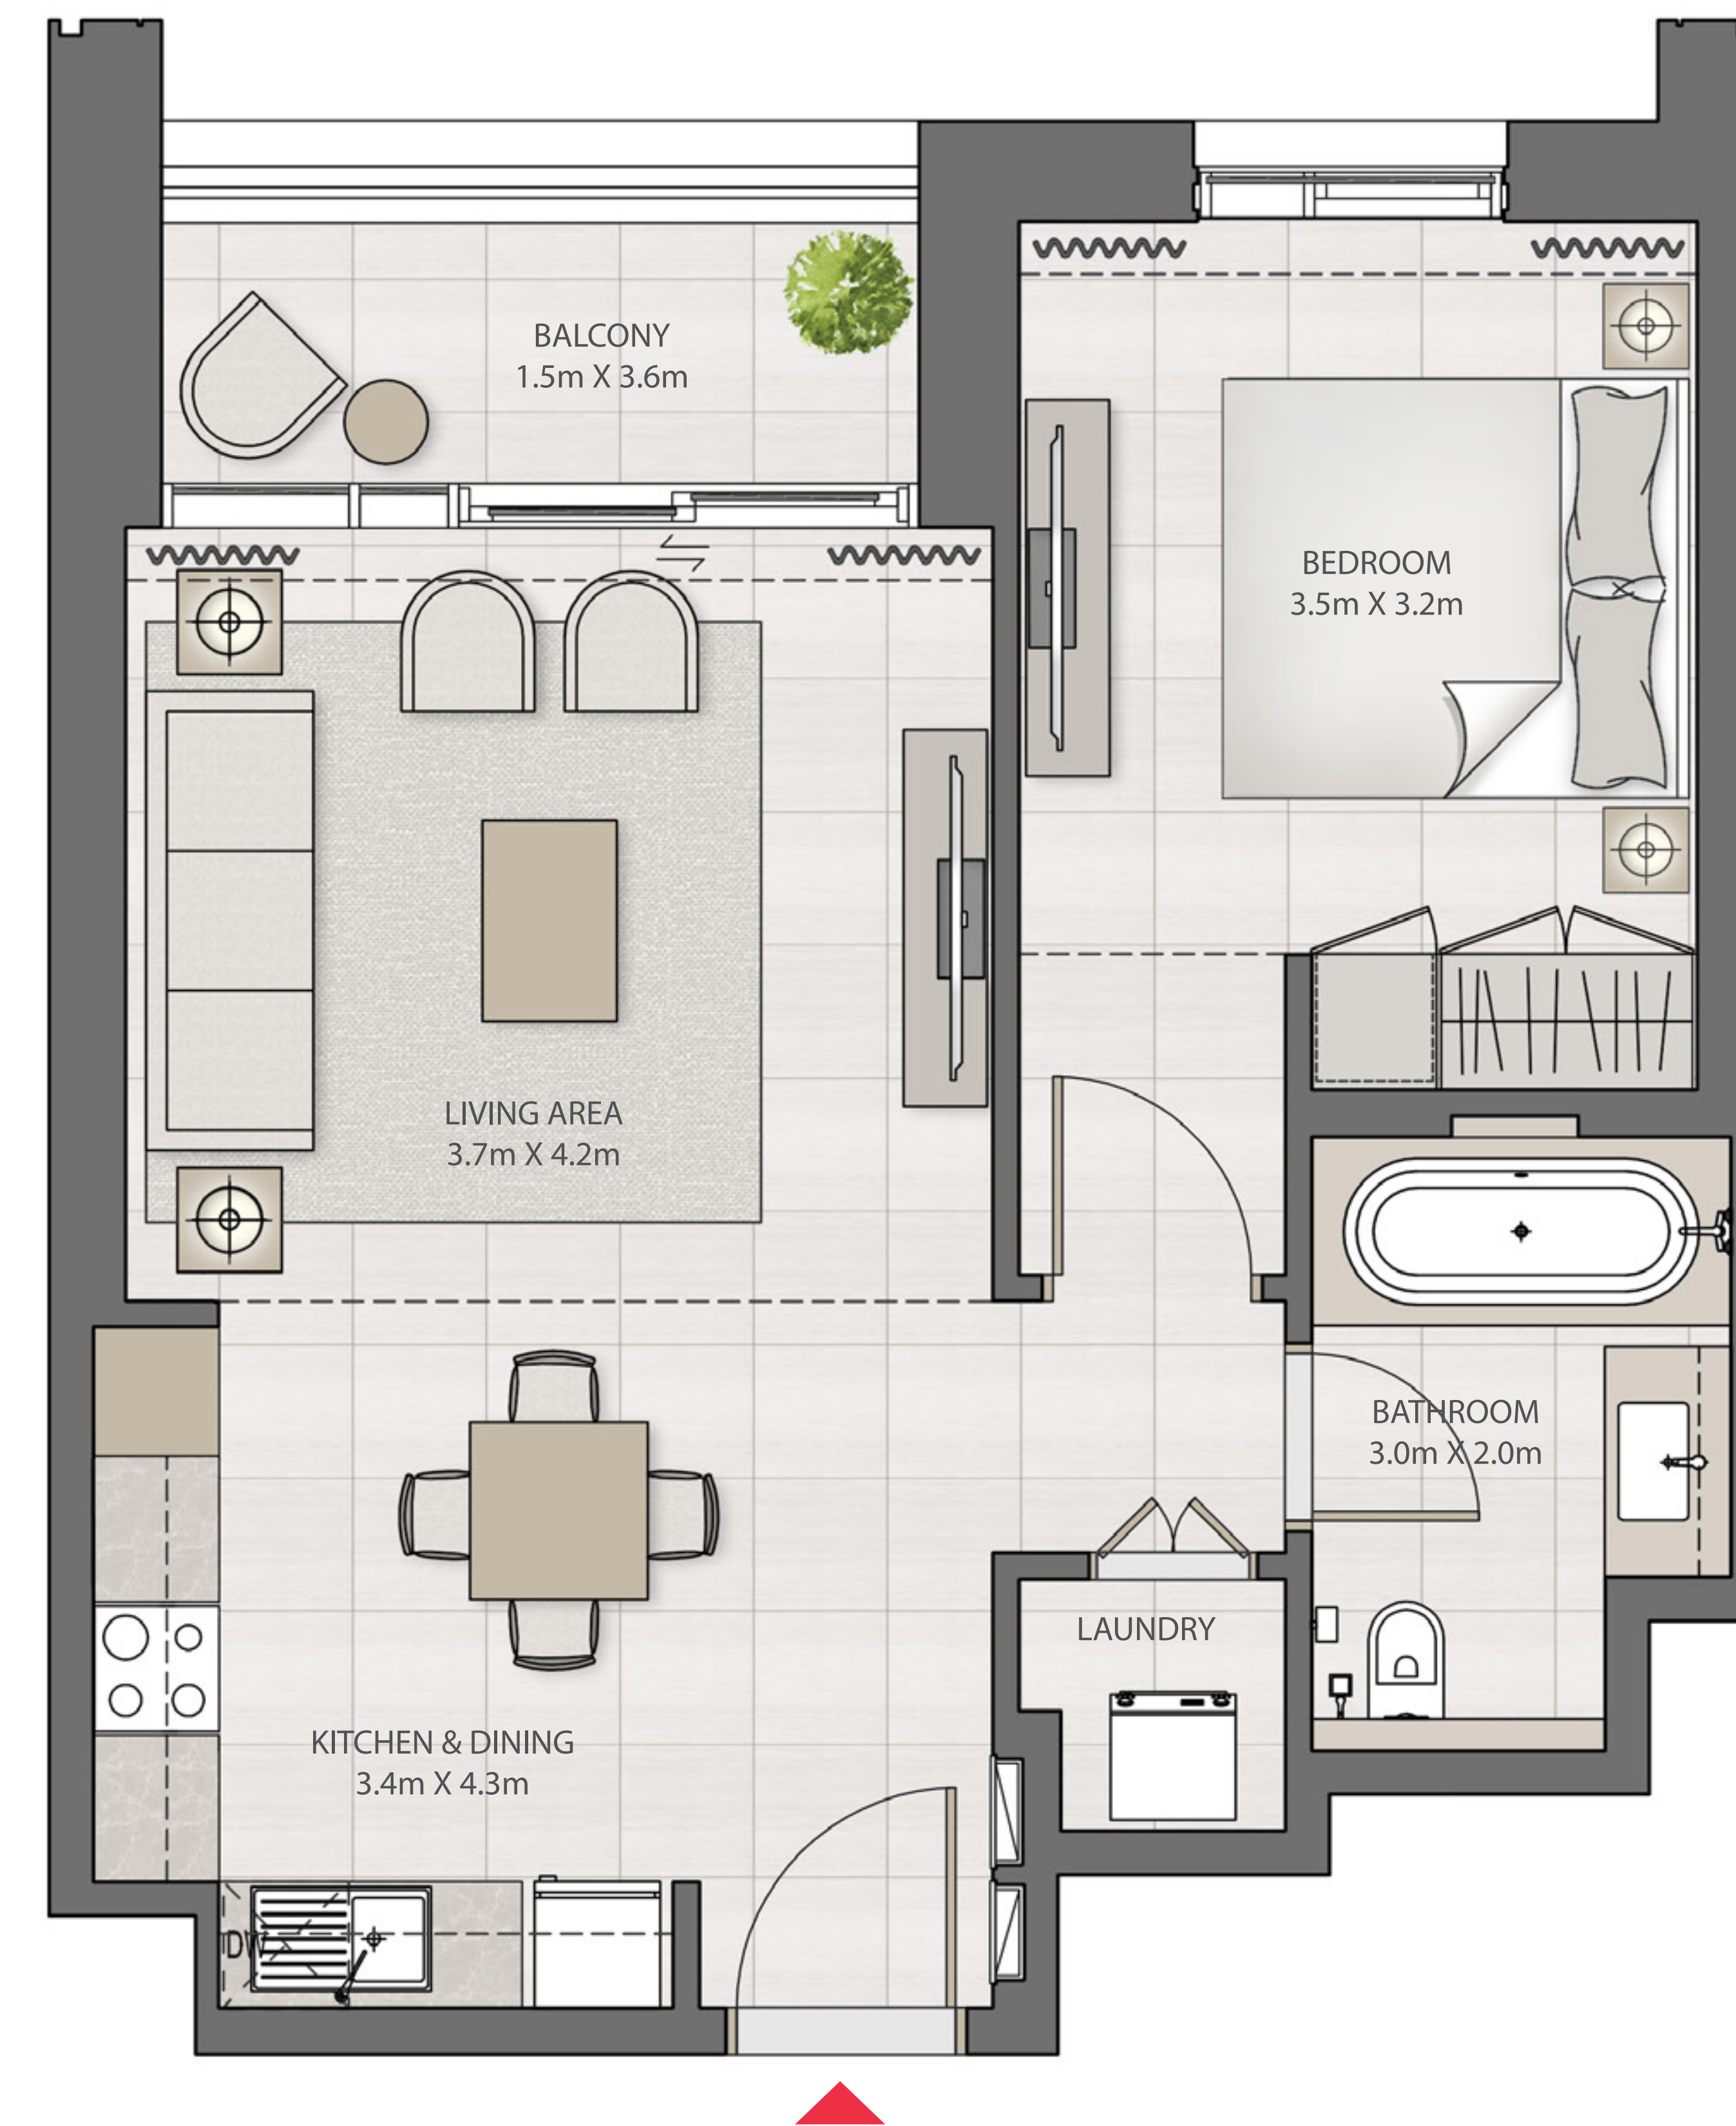 BALCONY
1.5m X 3.6m
BEDROOM
3.5m X 3.2m
LIVING AREA
3.7m X 4.2m
BATHROOM
3.0m X 2.0m
LAUNDRY
KITCHEN & DINING
3.4m X 4.3m